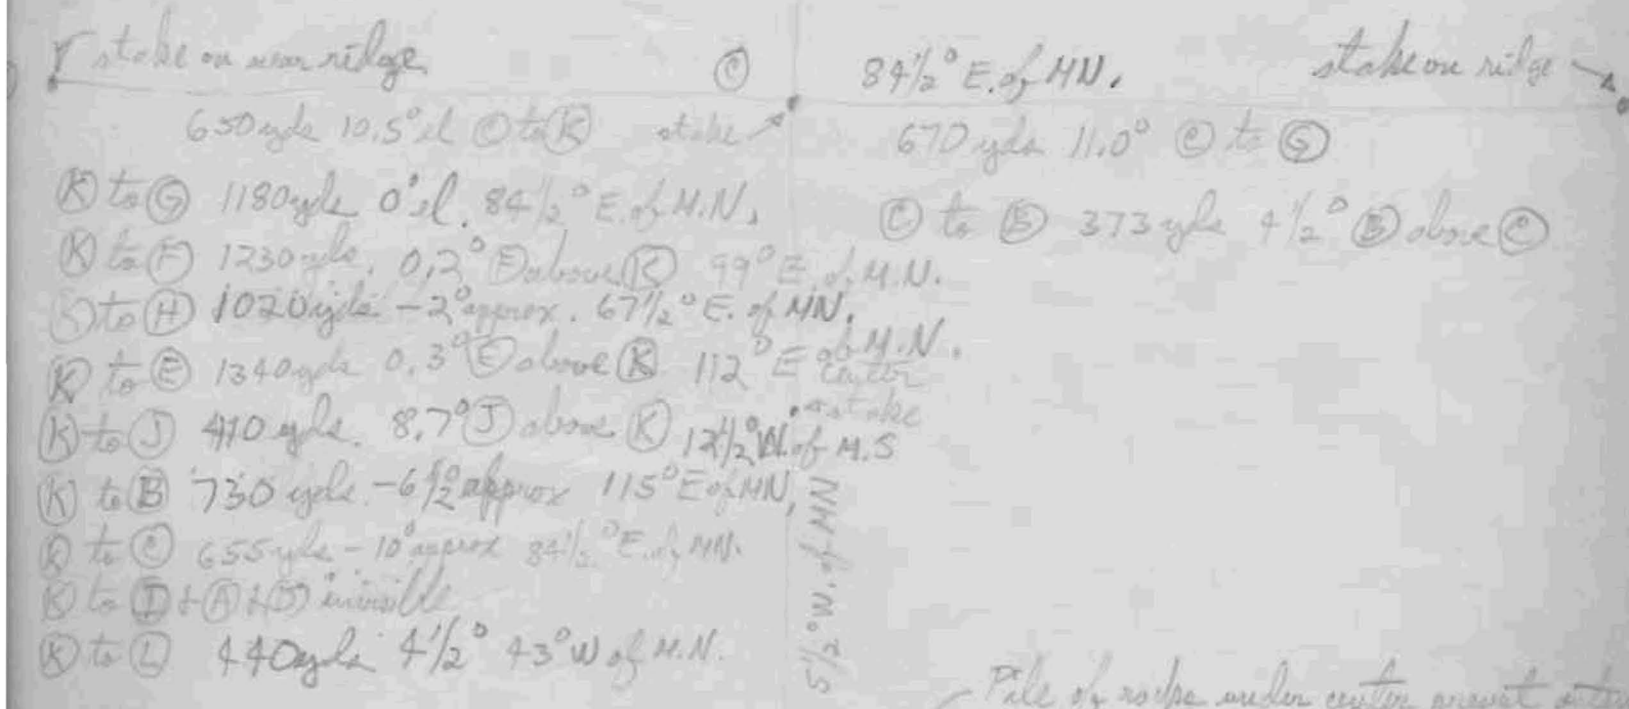 stake on near ridge
Ⓒ
84½° E. of MN.
stake on ridge
650 yds 10.5° el Ⓒ to Ⓚ
stake
670 yds 11.0° Ⓒ to Ⓖ
Ⓚ to Ⓖ 1180 yds 0° el. 84½° E. of M.N.
Ⓒ to Ⓑ 373 yds 4½° Ⓑ above Ⓒ
Ⓚ to Ⓕ 1230 yds. 0.2° Ⓕ above Ⓚ 99° E. of M.N.
to Ⓗ 1020 yds -2° approx. 67½° E. of MN.
Ⓚ to Ⓔ 1340 yds 0.3° Ⓔ above Ⓚ 112° E of M.N.
center
stake
Ⓚ to Ⓙ 410 yds. 8.7° Ⓙ above Ⓚ 12½° W. of M.S
Ⓚ to Ⓑ 730 yds. -6½° approx 115° E of MN,
Ⓚ to Ⓒ 655 yds -10° approx 84½° E. of MN.
Ⓚ to Ⓘ + Ⓐ + Ⓓ invisible
Ⓚ to Ⓛ 440 yds 4½° 43° W of M.N.
5½° W. of MN
Pile of rocks under center